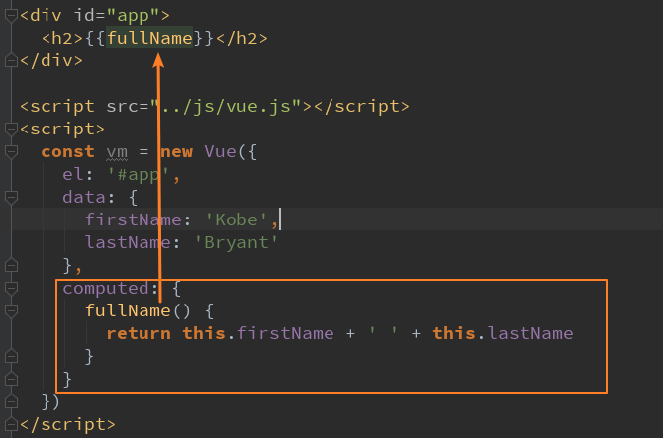 <div id="app">
  <h2>{{fullName}}</h2>
</div>

<script src="../js/vue.js"></script>
<script>
  const vm = new Vue({
    el: '#app',
    data: {
      firstName: 'Kobe',
      lastName: 'Bryant'
    },
    computed: {
      fullName() {
        return this.firstName + ' ' + this.lastName
      }
    }
  })
</script>